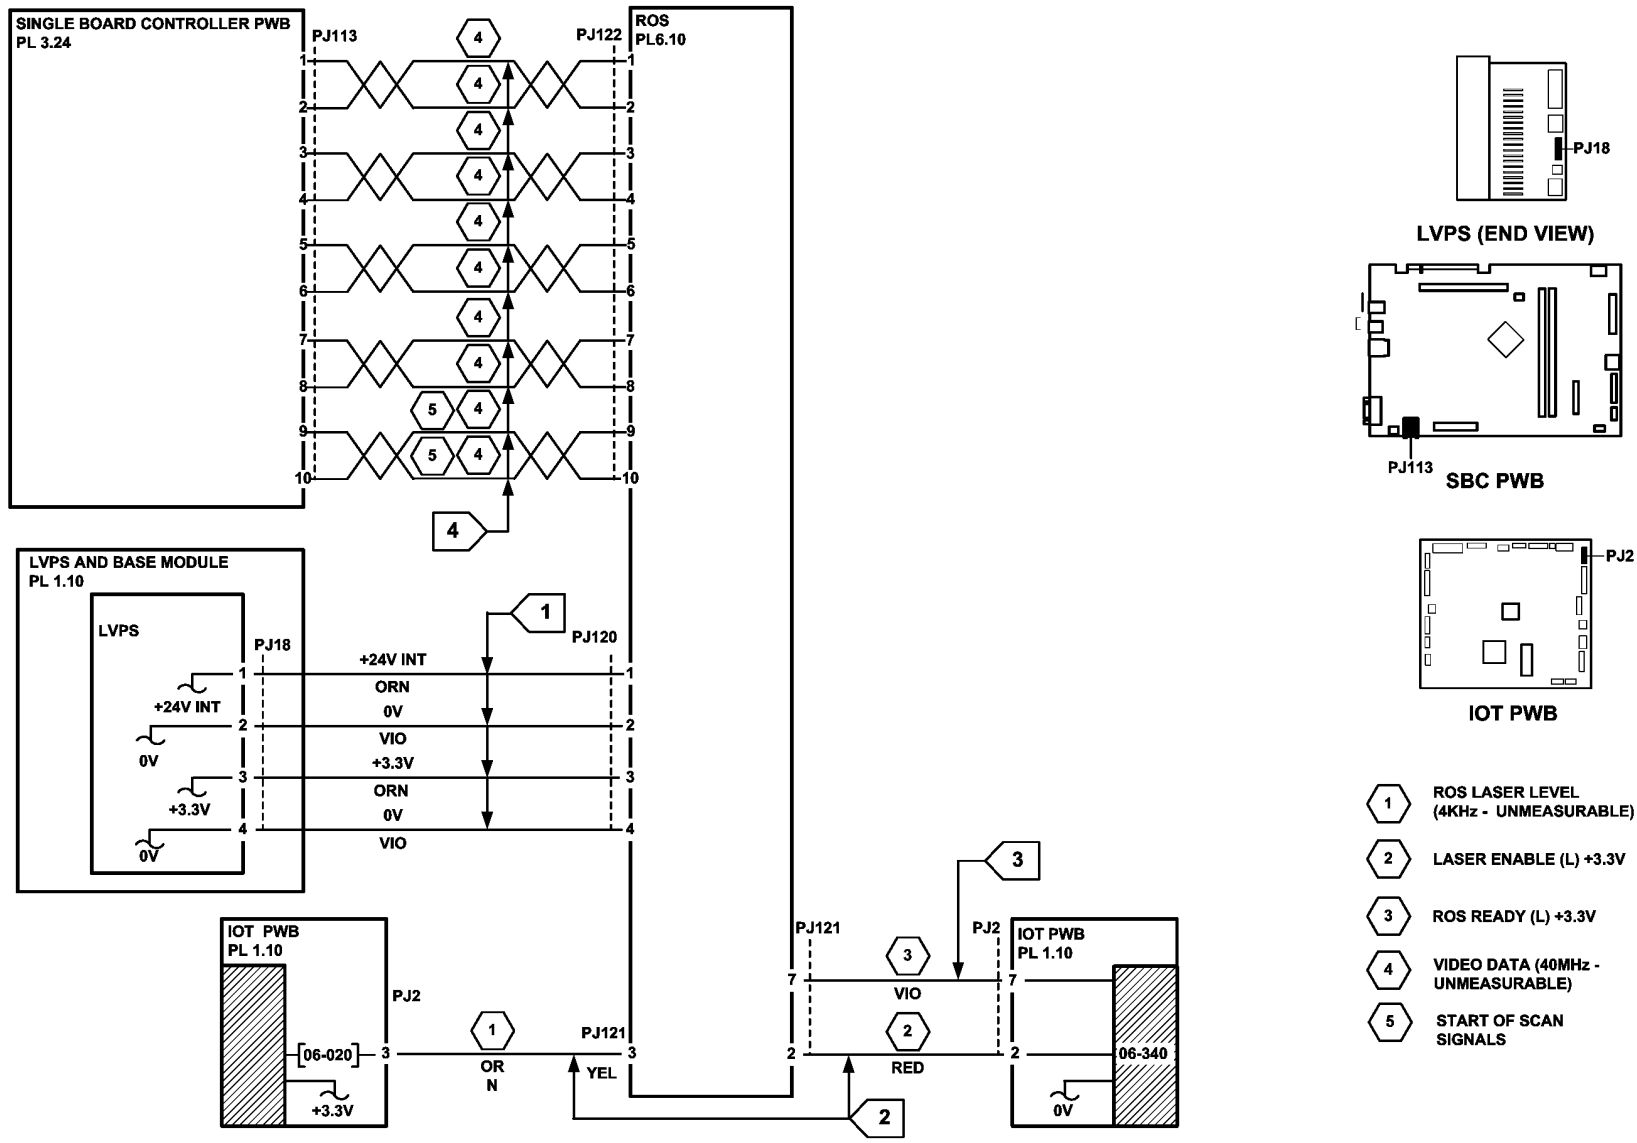 SINGLE BOARD CONTROLLER PWB
PL 3.24
PJ113
PJ122
ROS
PL6.10
4
1
1
4
2
2
4
3
3
4
4
4
4
5
5
4
6
6
4
7
7
4
8
8
5 4
9
9
5 4
10
10
4
LVPS AND BASE MODULE
PL 1.10
LVPS
PJ18
1
PJ120
+24V INT
1
1
+24V INT
ORN
0V
2
2
0V
VIO
+3.3V
3
3
+3.3V
ORN
0V
4
4
0V
VIO
IOT PWB
PL 1.10
PJ2
[06-020]
3
+3.3V
1
OR
N
YEL
PJ121
3
2
3
PJ121
PJ2
7
3
7
VIO
2
2
2
RED
IOT PWB
PL 1.10
06-340
0V
PJ18
LVPS (END VIEW)
PJ113
SBC PWB
PJ2
IOT PWB
1 ROS LASER LEVEL
(4KHz - UNMEASURABLE)
2 LASER ENABLE (L) +3.3V
3 ROS READY (L) +3.3V
4 VIDEO DATA (40MHz -
UNMEASURABLE)
5 START OF SCAN
SIGNALS